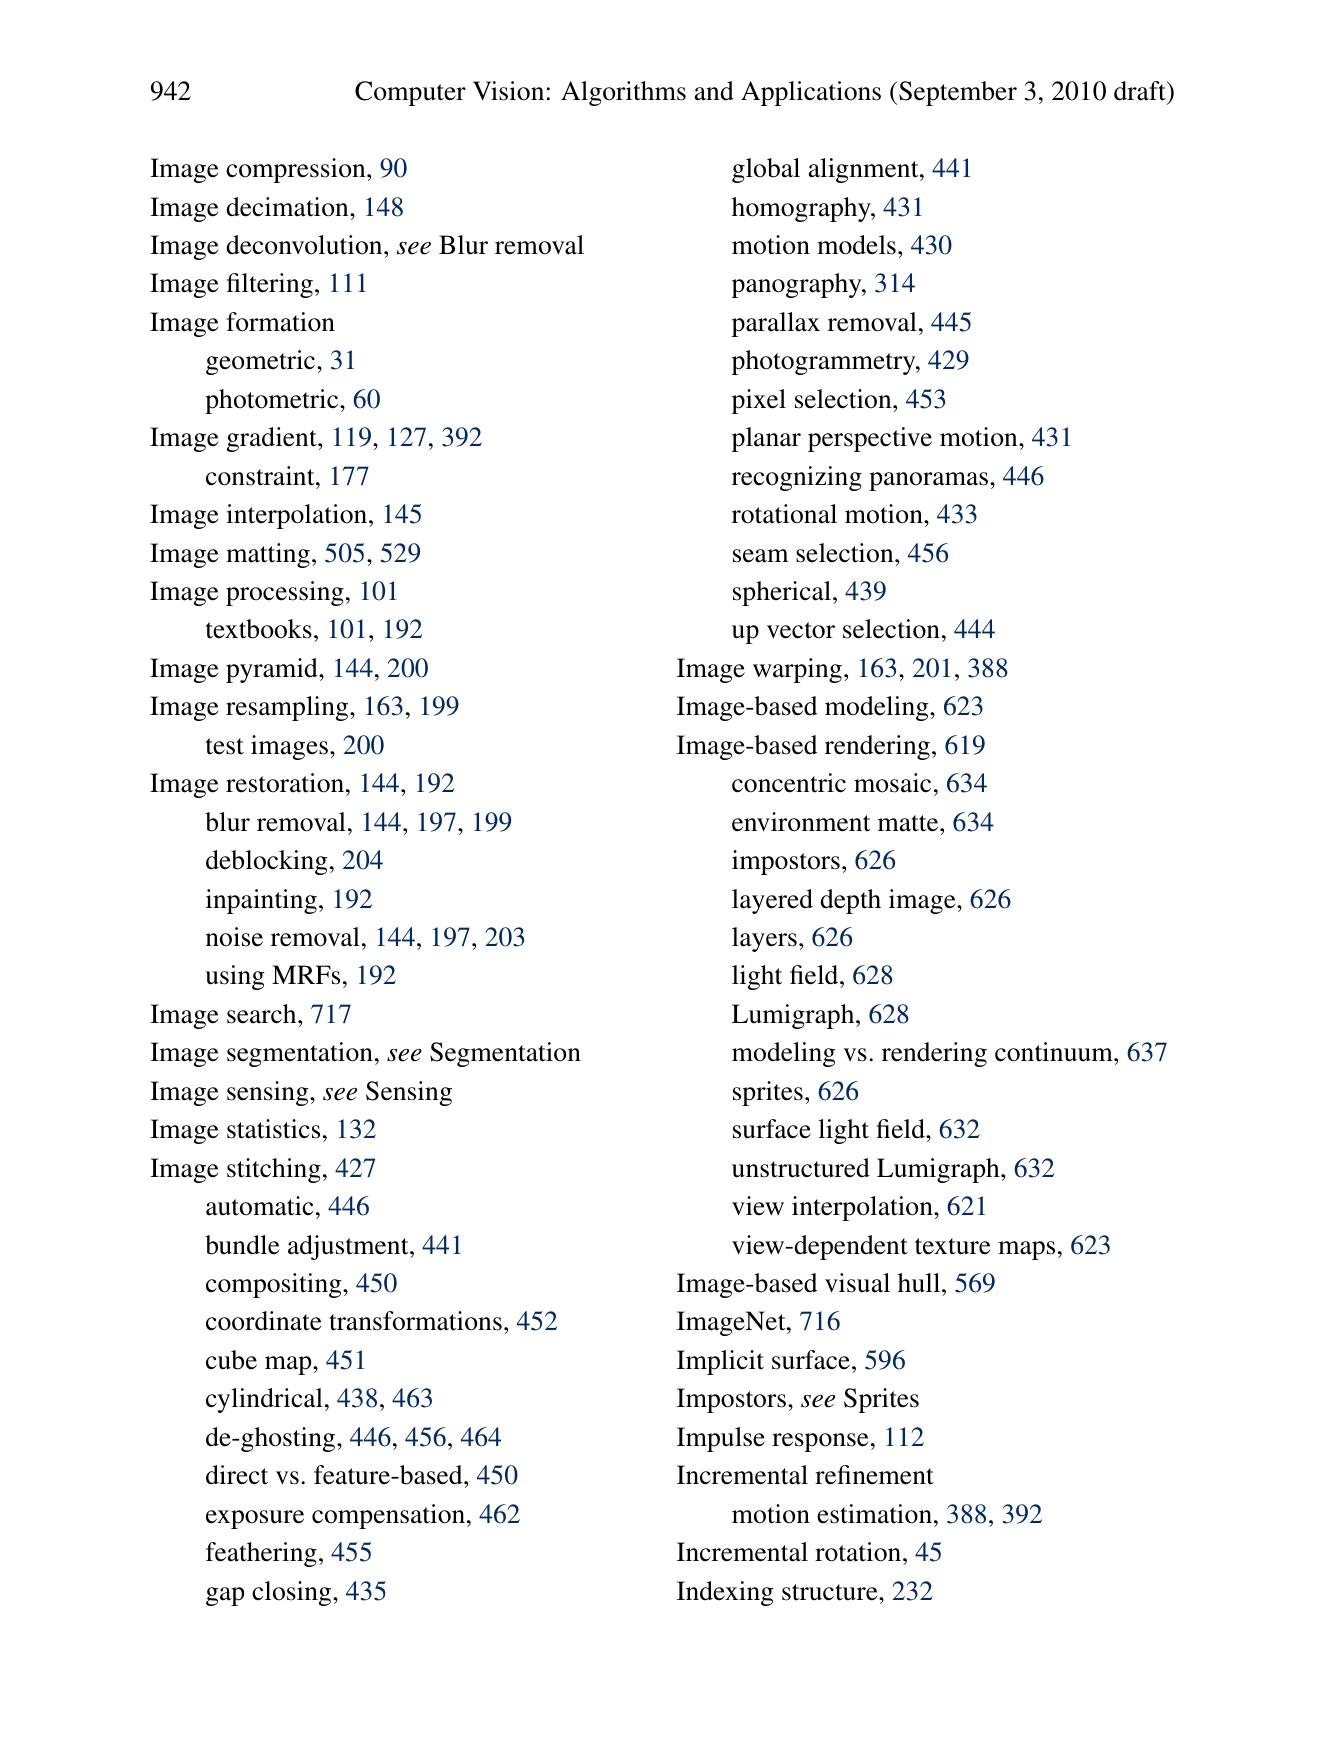 942 Computer Vision: Algorithms and Applications (September 3, 2010 draft)
Image compression, 90
Image decimation, 148
Image deconvolution, see Blur removal
Image filtering, 111
Image formation
geometric, 31
photometric, 60
Image gradient, 119, 127, 392
constraint, 177
Image interpolation, 145
Image matting, 505, 529
Image processing, 101
textbooks, 101, 192
Image pyramid, 144, 200
Image resampling, 163, 199
test images, 200
Image restoration, 144, 192
blur removal, 144, 197, 199
deblocking, 204
inpainting, 192
noise removal, 144, 197, 203
using MRFs, 192
Image search, 717
Image segmentation, see Segmentation
Image sensing, see Sensing
Image statistics, 132
Image stitching, 427
automatic, 446
bundle adjustment, 441
compositing, 450
coordinate transformations, 452
cube map, 451
cylindrical, 438, 463
de-ghosting, 446, 456, 464
direct vs. feature-based, 450
exposure compensation, 462
feathering, 455
gap closing, 435
global alignment, 441
homography, 431
motion models, 430
panography, 314
parallax removal, 445
photogrammetry, 429
pixel selection, 453
planar perspective motion, 431
recognizing panoramas, 446
rotational motion, 433
seam selection, 456
spherical, 439
up vector selection, 444
Image warping, 163, 201, 388
Image-based modeling, 623
Image-based rendering, 619
concentric mosaic, 634
environment matte, 634
impostors, 626
layered depth image, 626
layers, 626
light field, 628
Lumigraph, 628
modeling vs. rendering continuum, 637
sprites, 626
surface light field, 632
unstructured Lumigraph, 632
view interpolation, 621
view-dependent texture maps, 623
Image-based visual hull, 569
ImageNet, 716
Implicit surface, 596
Impostors, see Sprites
Impulse response, 112
Incremental refinement
motion estimation, 388, 392
Incremental rotation, 45
Indexing structure, 232